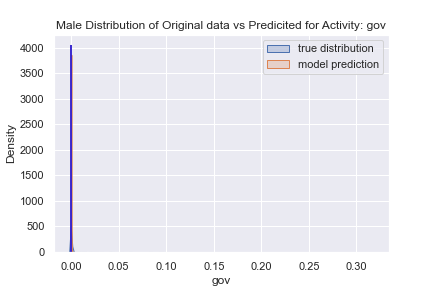 Male Distribution of Original data vs Predicited for Activity: gov
true distribution
model prediction
Density
4000
3500
3000
2500
2000
1500
1000
500
0
0.00 0.05 0.10 0.15 0.20 0.25 0.30
gov